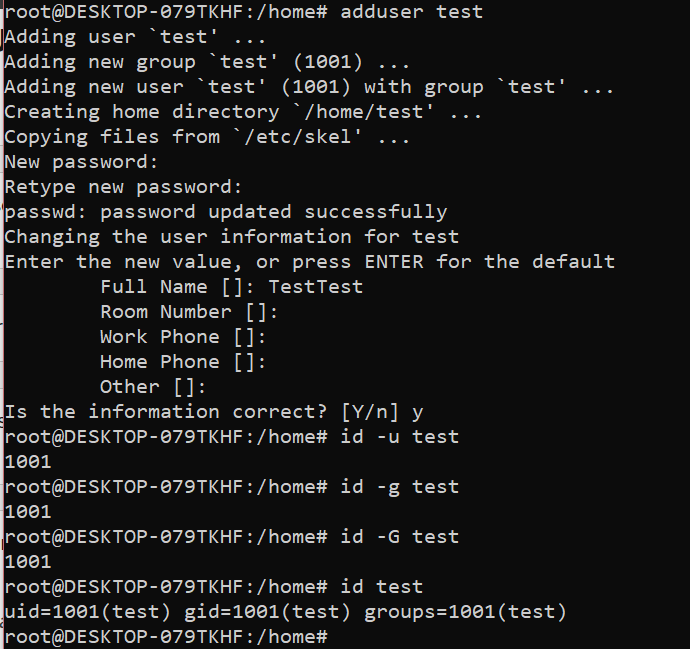 root@DESKTOP-079TKHF:/home# adduser test
Adding user `test' ...
Adding new group `test' (1001) ...
Adding new user `test' (1001) with group `test' ...
Creating home directory `/home/test' ...
Copying files from `/etc/skel' ...
New password:
Retype new password:
passwd: password updated successfully
Changing the user information for test
Enter the new value, or press ENTER for the default
        Full Name []: TestTest
        Room Number []:
        Work Phone []:
        Home Phone []:
        Other []:
Is the information correct? [Y/n] y
root@DESKTOP-079TKHF:/home# id -u test
1001
root@DESKTOP-079TKHF:/home# id -g test
1001
root@DESKTOP-079TKHF:/home# id -G test
1001
root@DESKTOP-079TKHF:/home# id test
uid=1001(test) gid=1001(test) groups=1001(test)
root@DESKTOP-079TKHF:/home#